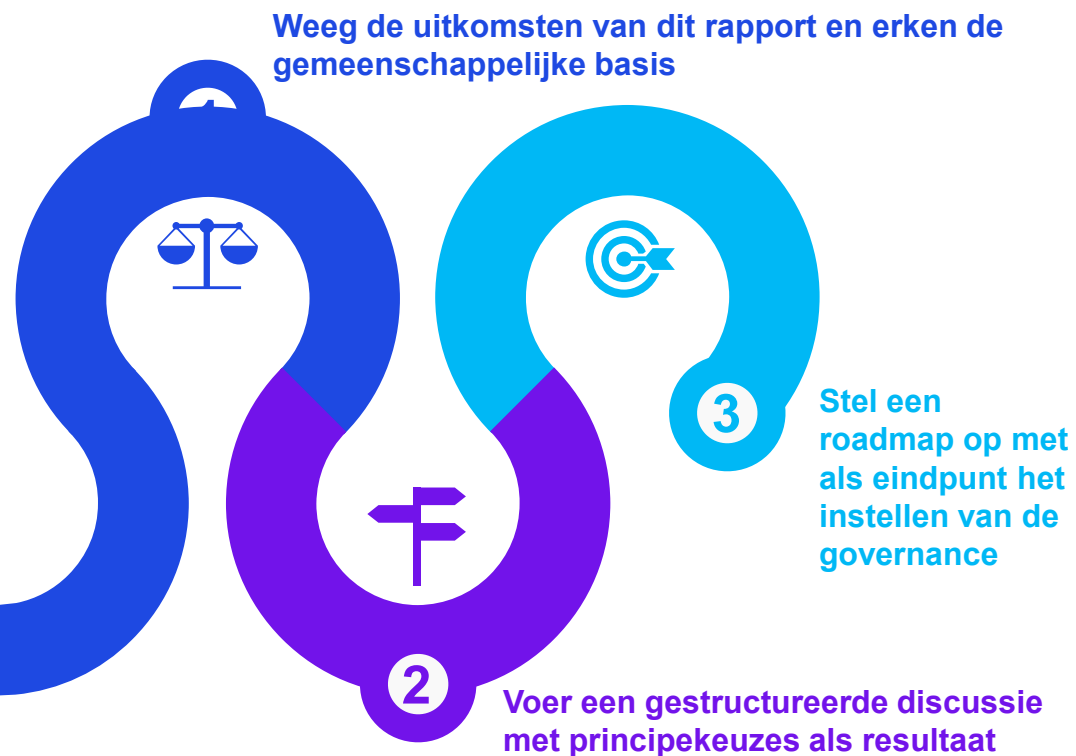 Weeg de uitkomsten van dit rapport en erken de
gemeenschappelijke basis
3
Stel een
roadmap op met
als eindpunt het
instellen van de
governance
2
Voer een gestructureerde discussie
met principekeuzes als resultaat